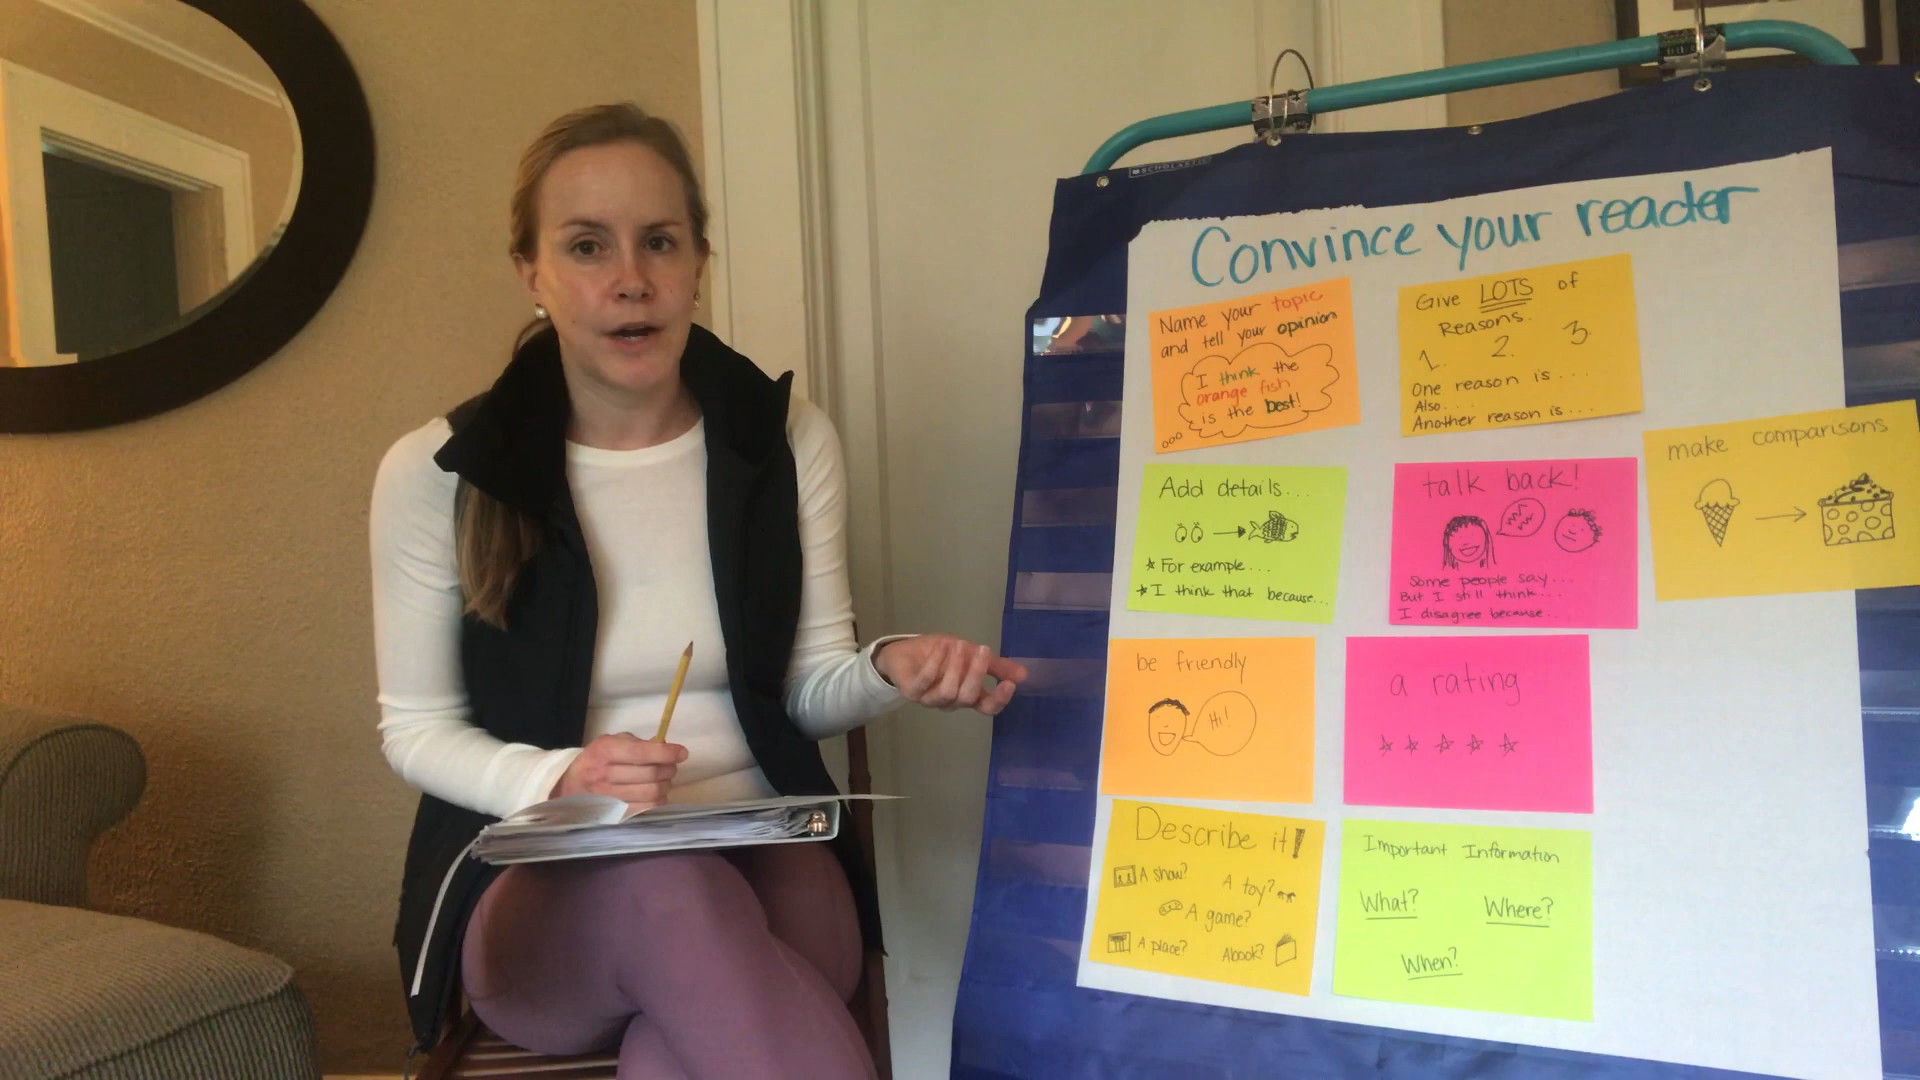 SCHOLASTIC
Convince your reader
Name your topic
and tell your opinion
I think the
orange fish
is the best!
Give LOTS of
Reasons.
1. 2. 3.
One reason is ...
Also....
Another reason is ...
make comparisons
Add details...
For example...
I think that because...
talk back!
Some people say...
But I still think....
I disagree because..
be friendly
Hi!
a rating
Describe it!
A show?
A toy?
A game?
A place?
A book?
Important Information
What?
Where?
When?